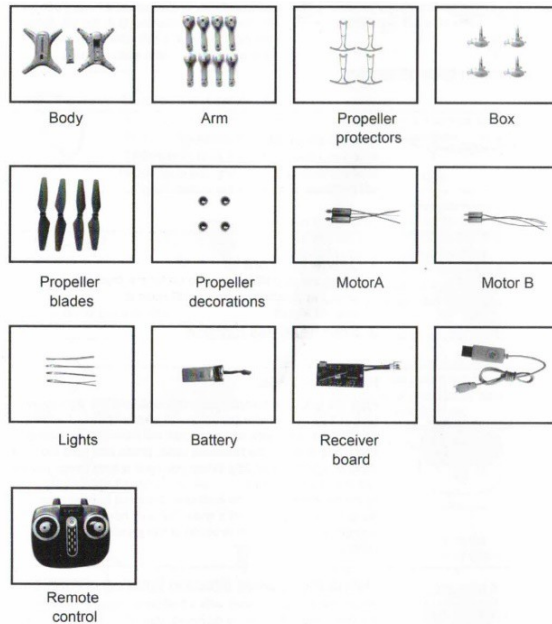 Body
Arm
Propeller
protectors
Box
Propeller
blades
Propeller
decorations
MotorA
Motor B
Lights
Battery
Receiver
board
Remote
control